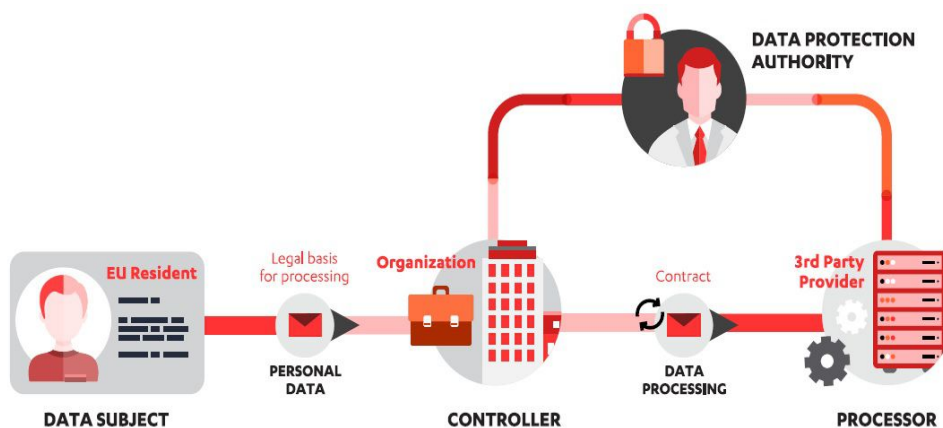 DATA PROTECTION
AUTHORITY
EU Resident
Legal basis
for processing
Organization
Contract
3rd Party
Provider
PERSONAL
DATA
DATA
PROCESSING
DATA SUBJECT
CONTROLLER
PROCESSOR